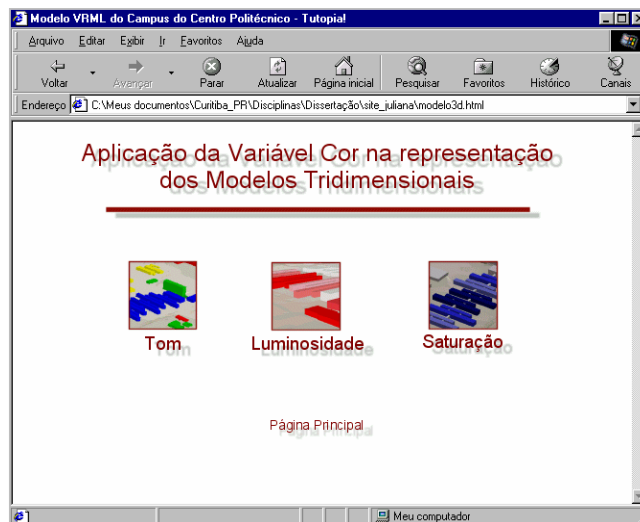 Modelo VRML do Campus do Centro Politécnico - Tutopia!
Arquivo Editar Exibir Ir Favoritos Ajuda
Voltar Avançar Parar Atualizar Página inicial Pesquisar Favoritos Histórico Canais
Endereço C:\Meus documentos\Curitiba_PR\Disciplinas\Dissertação\site_juliana\modelo3d.html
Aplicação da Variável Cor na representação
dos Modelos Tridimensionais
Tom Luminosidade Saturação
Página Principal
Meu computador